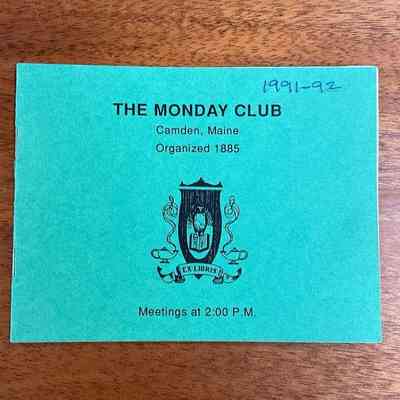 1991-92
THE MONDAY CLUB
Camden, Maine
Organized 1885
EX LIBRIS
Meetings at 2:00 P.M.